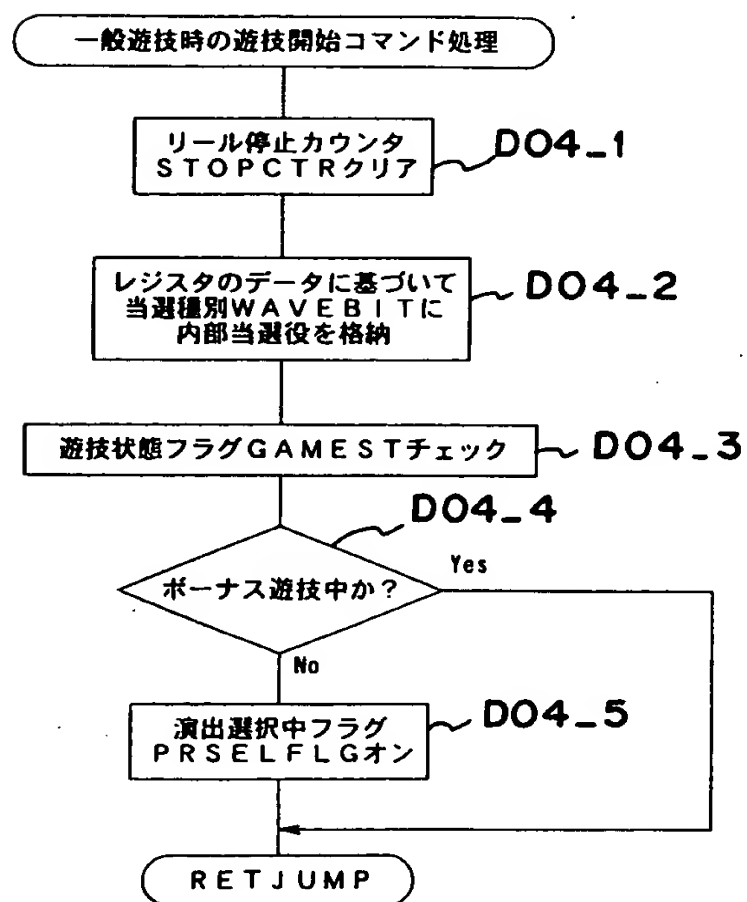 一般遊技時の遊技開始コマンド処理
リール停止カウンタ
STOPCTRクリア
D04_1
レジスタのデータに基づいて
当選種別WAVEBITに
内部当選役を格納
D04_2
遊技状態フラグGAMESTチェック
D04_3
D04_4
ボーナス遊技中か?
Yes
No
演出選択中フラグ
PRSELFLGオン
D04_5
RETJUMP